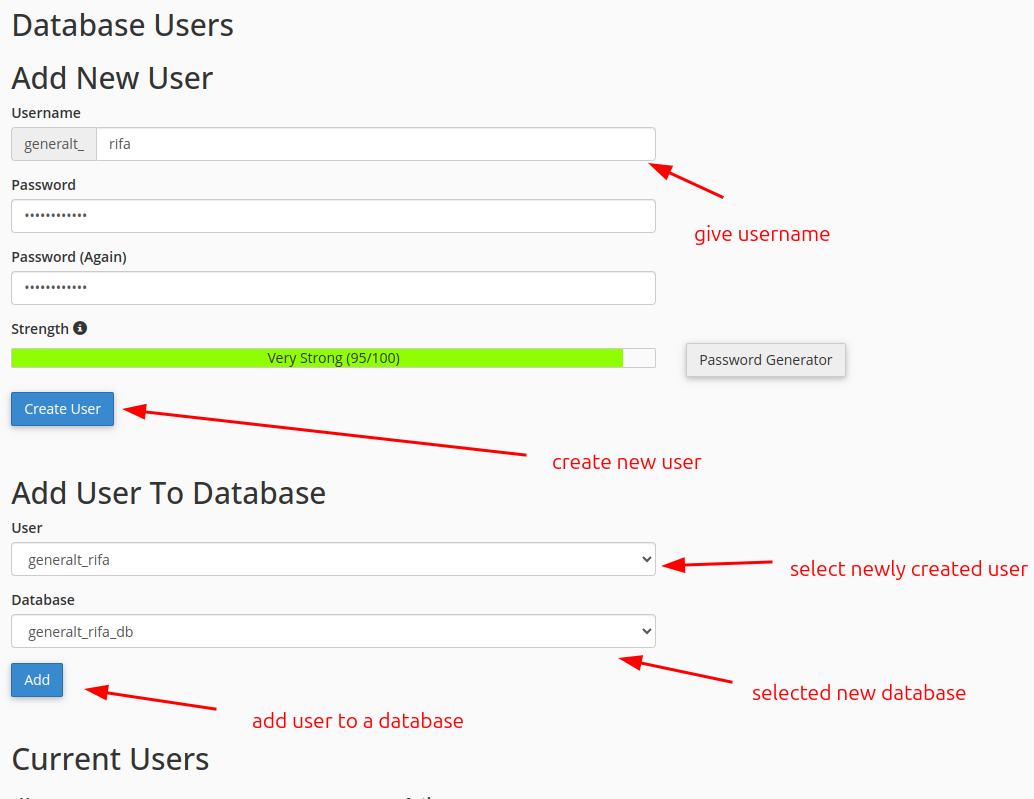 Database Users
Add New User
Username
generalt_ rifa
give username
Password
••••••••••••
Password (Again)
••••••••••••
Strength
Very Strong (95/100)
Password Generator
Create User
create new user
Add User To Database
User
generalt_rifa
select newly created user
Database
generalt_rifa_db
selected new database
Add
add user to a database
Current Users